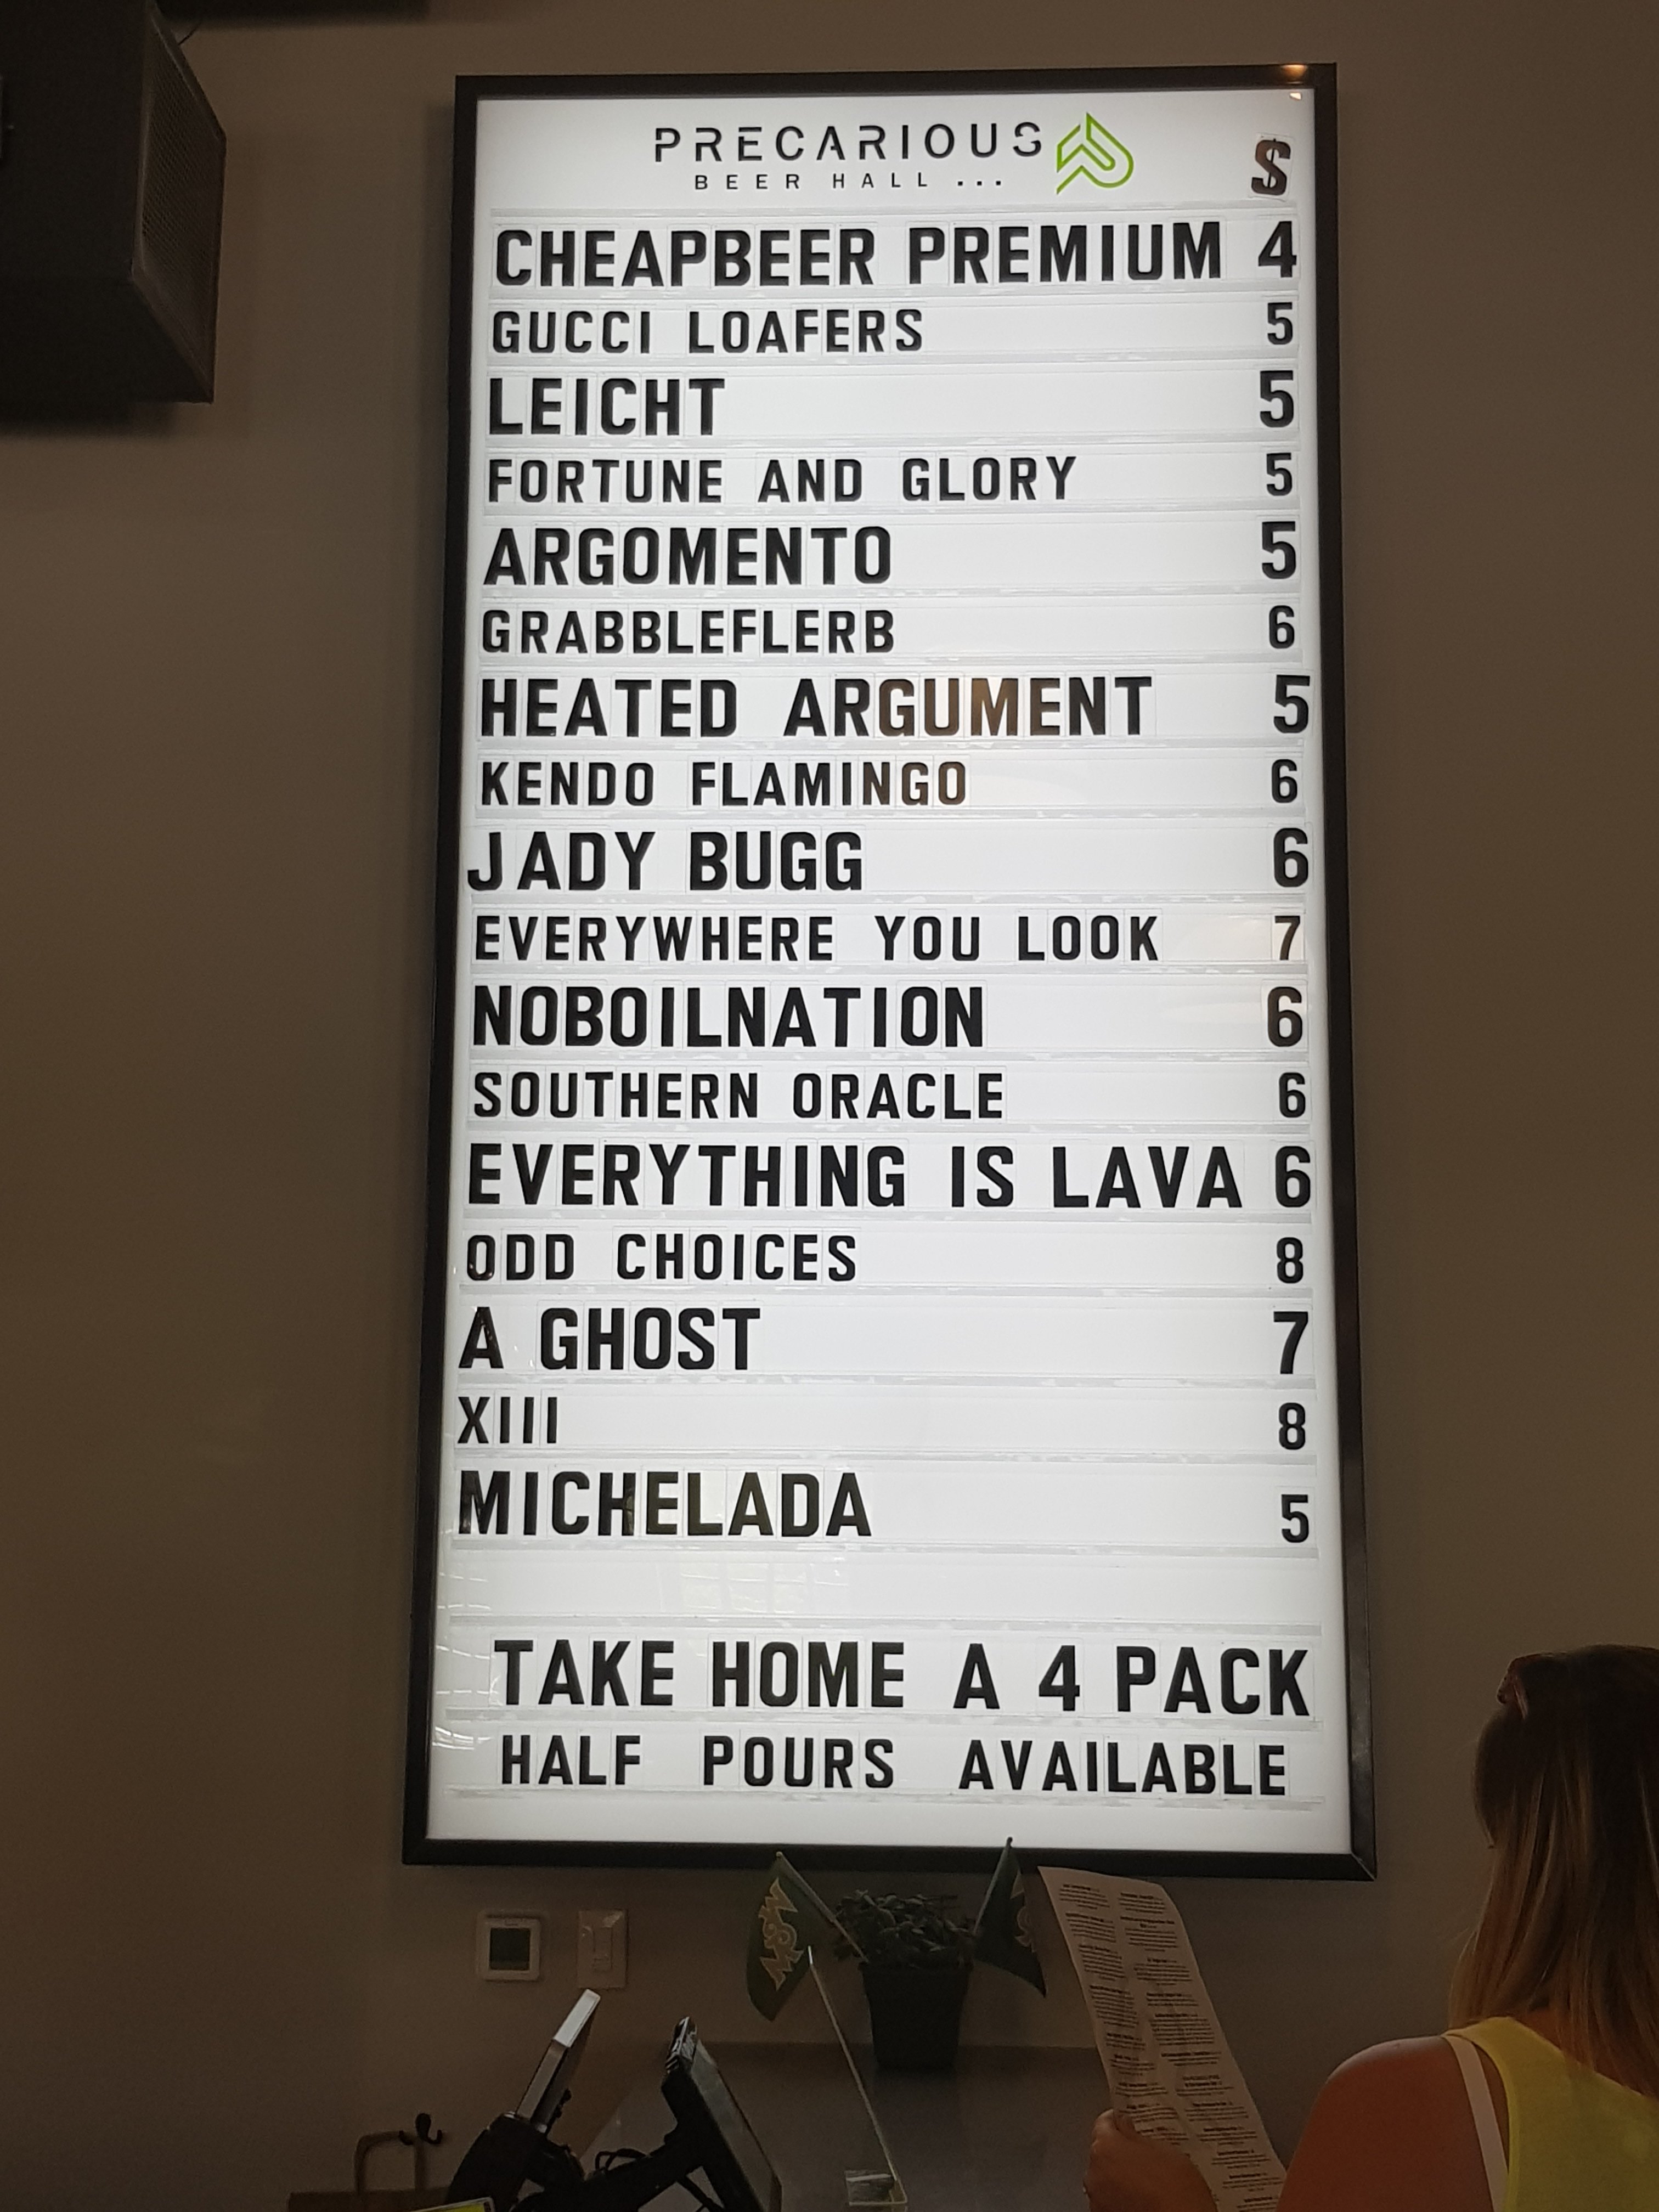 PRECARIOUS
BEER HALL ...
$
CHEAPBEER PREMIUM 4
GUCCI LOAFERS 5
LEICHT 5
FORTUNE AND GLORY 5
ARGOMENTO 5
GRABBLEFLERB 6
HEATED ARGUMENT 5
KENDO FLAMINGO 6
JADY BUGG 6
EVERYWHERE YOU LOOK 7
NOBOILNATION 6
SOUTHERN ORACLE 6
EVERYTHING IS LAVA 6
ODD CHOICES 8
A GHOST 7
XIII 8
MICHELADA 5
TAKE HOME A 4 PACK
HALF POURS AVAILABLE